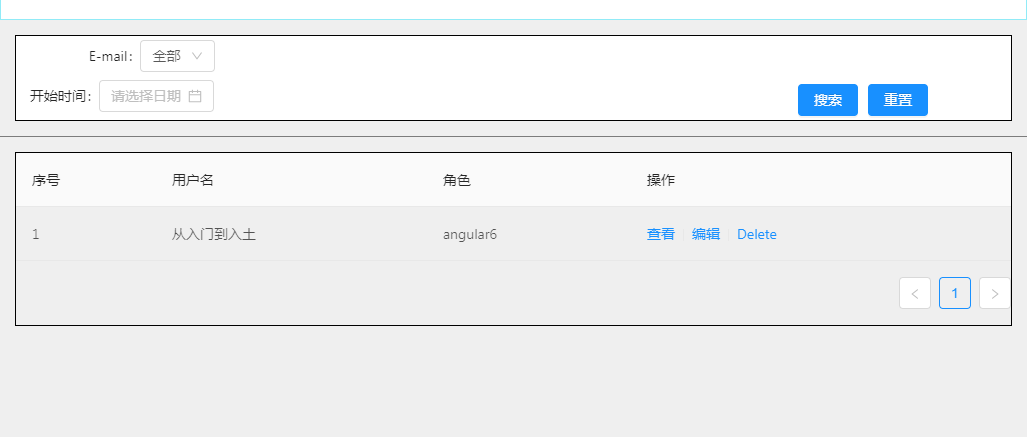 E-mail： 全部
开始时间： 请选择日期 搜索 重置
序号 用户名 角色 操作
1 从入门到入土 angular6 查看 编辑 Delete
< 1 >